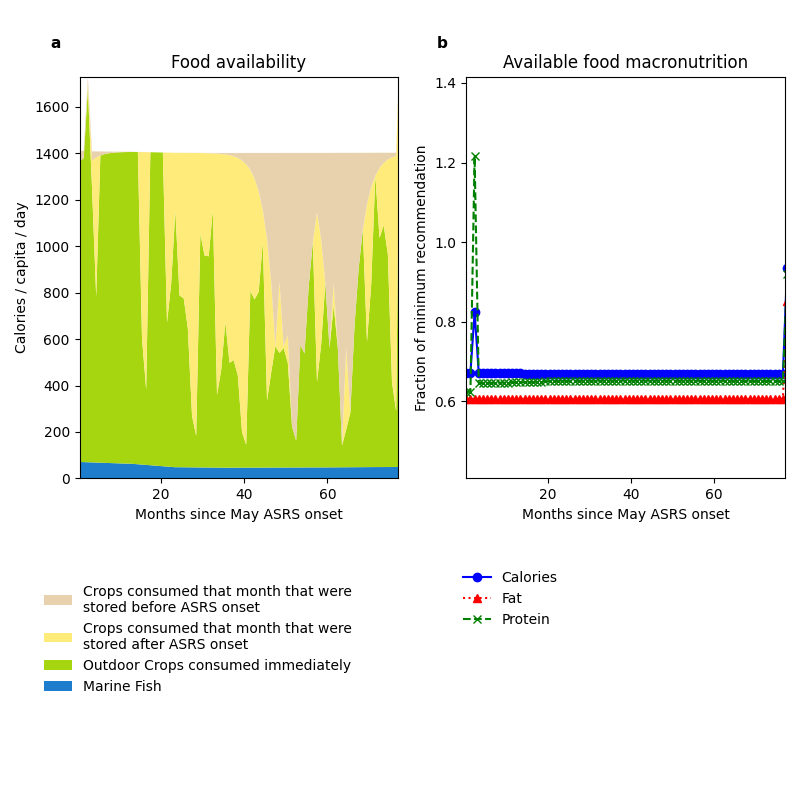 a
Food availability
1600
1400
1200
1000
800
600
400
200
0
Calories / capita / day
20
40
60
Months since May ASRS onset
b
Available food macronutrition
1.4
1.2
1.0
0.8
0.6
Fraction of minimum recommendation
20
40
60
Months since May ASRS onset
Crops consumed that month that were
stored before ASRS onset
Crops consumed that month that were
stored after ASRS onset
Outdoor Crops consumed immediately
Marine Fish
Calories
Fat
Protein